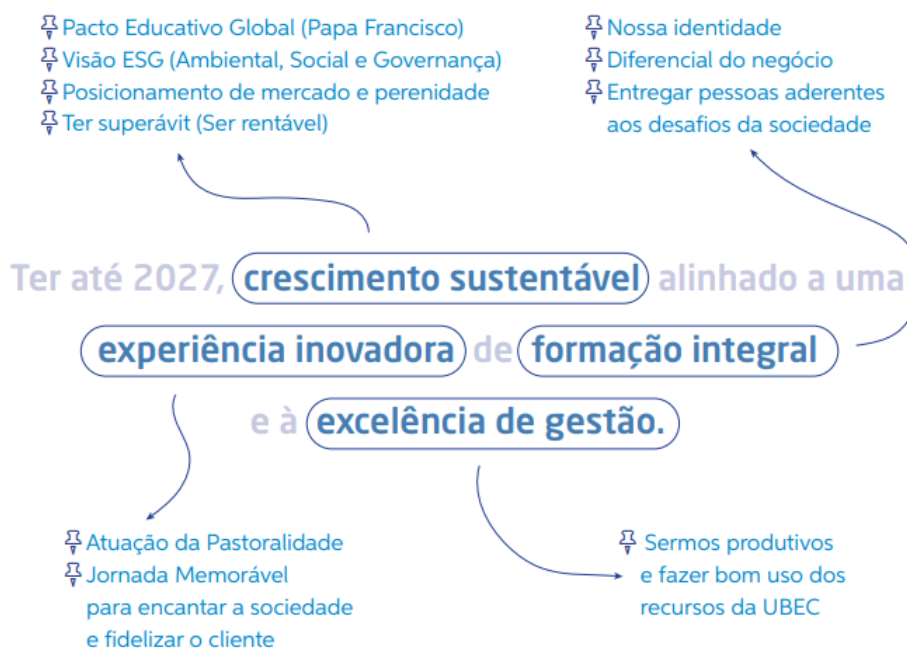 Pacto Educativo Global (Papa Francisco)
Visão ESG (Ambiental, Social e Governança)
Posicionamento de mercado e perenidade
Ter superávit (Ser rentável)
Nossa identidade
Diferencial do negócio
Entregar pessoas aderentes
aos desafios da sociedade
Ter até 2027, crescimento sustentável alinhado a uma
experiência inovadora de formação integral
e à excelência de gestão.
Atuação da Pastoralidade
Jornada Memorável
para encantar a sociedade
e fidelizar o cliente
Sermos produtivos
e fazer bom uso dos
recursos da UBEC